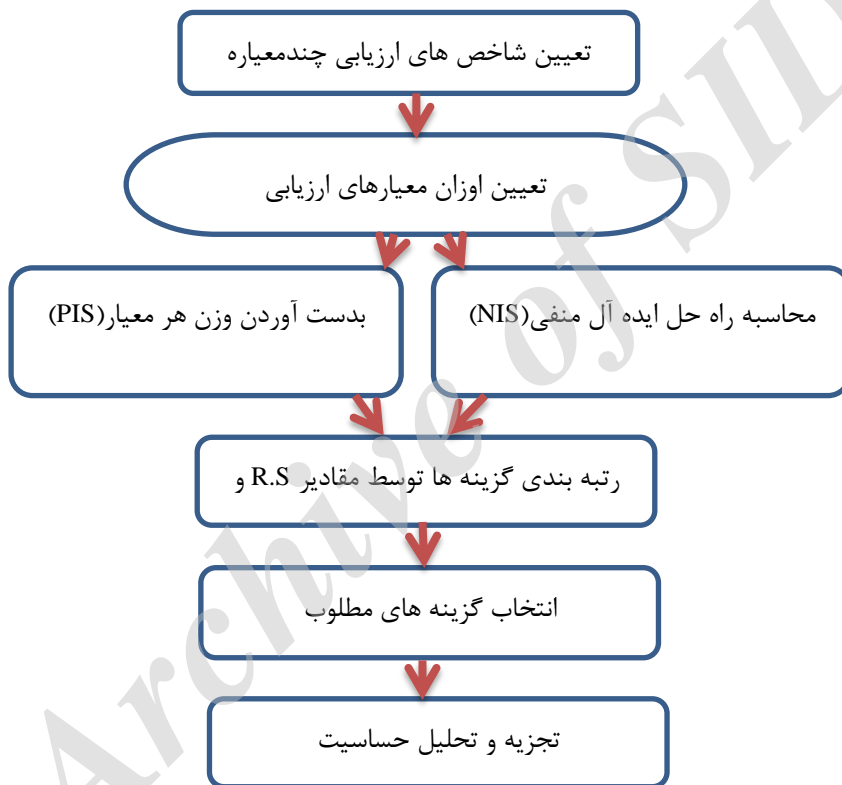 تعیین شاخص های ارزیابی چندمعیاره
تعیین اوزان معیارهای ارزیابی
محاسبه راه حل ایده آل منفی(NIS)
بدست آوردن وزن هر معیار(PIS)
رتبه بندی گزینه ها توسط مقادیر R.S و
انتخاب گزینه های مطلوب
تجزیه و تحلیل حساسیت
Archive of SID